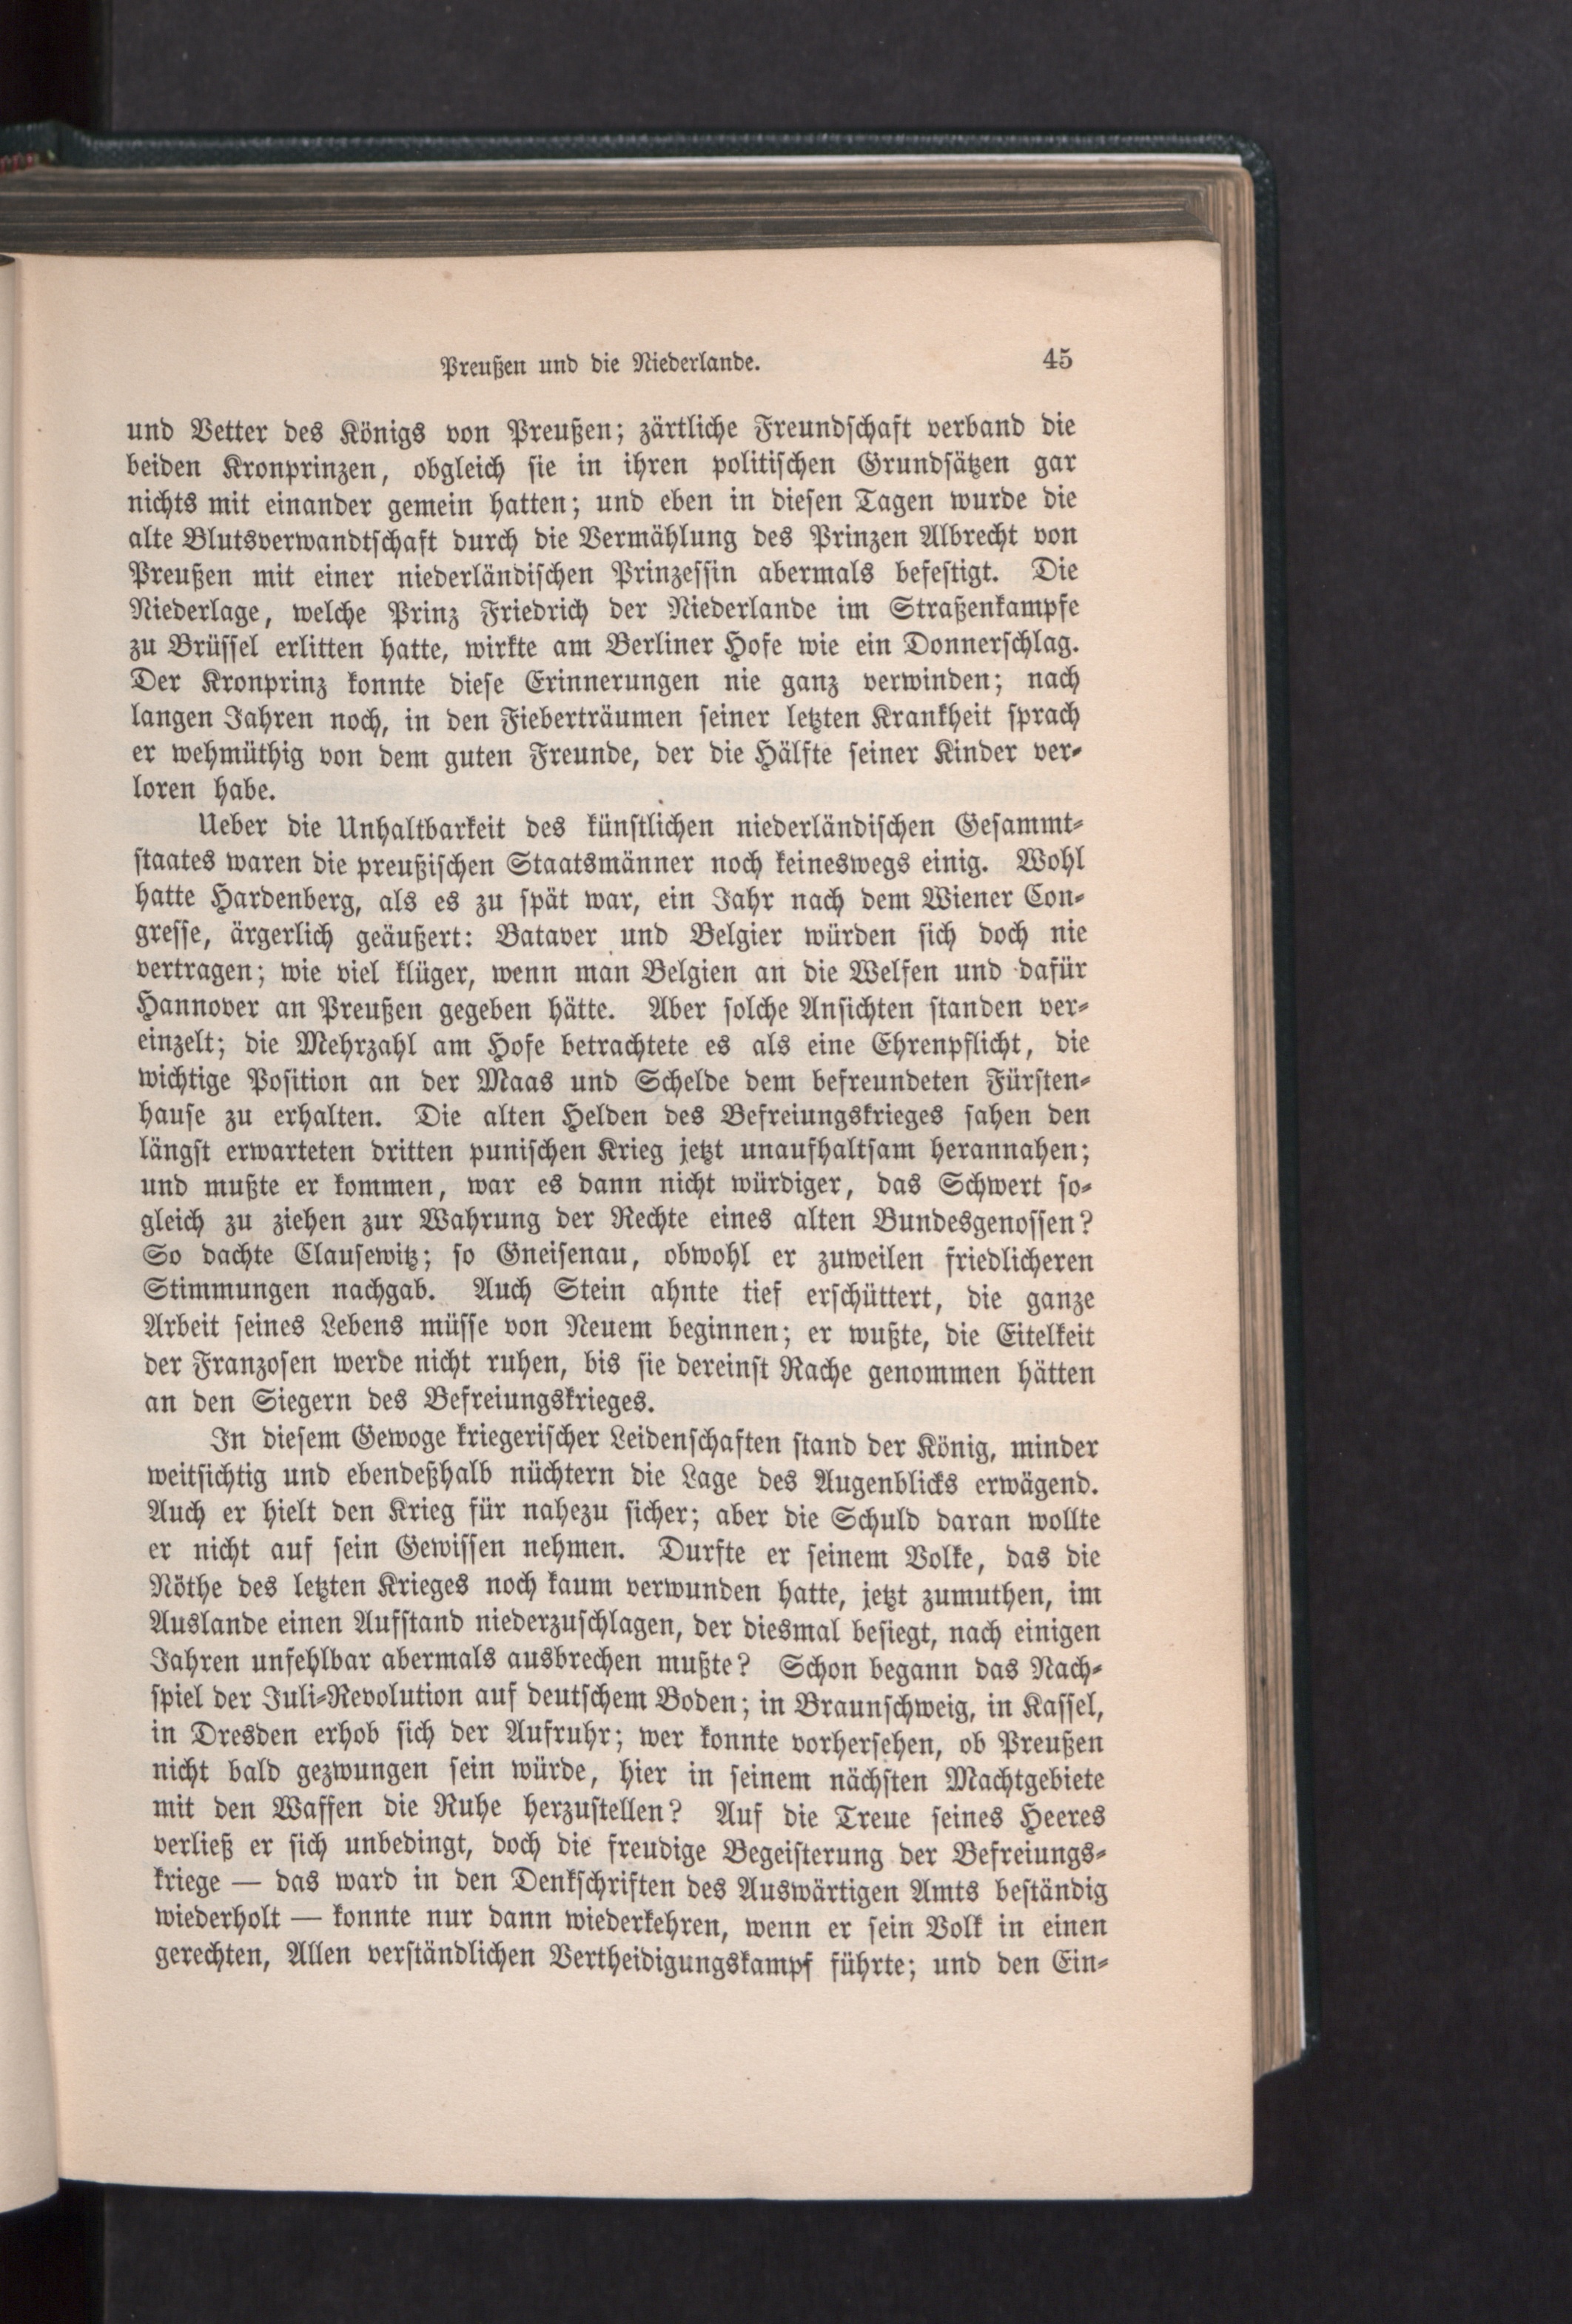 Preußen und die Niederlande. 45
und Vetter des Königs von Preußen; zärtliche Freundschaft verband die
beiden Kronprinzen, obgleich sie in ihren politischen Grundsätzen gar
nichts mit einander gemein hatten; und eben in diesen Tagen wurde die
alte Blutsverwandtschaft durch die Vermählung des Prinzen Albrecht von
Preußen mit einer niederländischen Prinzessin abermals befestigt. Die
Niederlage, welche Prinz Friedrich der Niederlande im Straßenkampfe
zu Brüssel erlitten hatte, wirkte am Berliner Hofe wie ein Donnerschlag.
Der Kronprinz konnte diese Erinnerungen nie ganz verwinden; nach
langen Jahren noch, in den Fieberträumen seiner letzten Krankheit sprach
er wehmüthig von dem guten Freunde, der die Hälfte seiner Kinder ver-
loren habe.
Ueber die Unhaltbarkeit des künstlichen niederländischen Gesammt-
staates waren die preußischen Staatsmänner noch keineswegs einig. Wohl
hatte Hardenberg, als es zu spät war, ein Jahr nach dem Wiener Con-
gresse, ärgerlich geäußert: Bataver und Belgier würden sich doch nie
vertragen; wie viel klüger, wenn man Belgien an die Welfen und dafür
Hannover an Preußen gegeben hätte. Aber solche Ansichten standen ver-
einzelt; die Mehrzahl am Hofe betrachtete es als eine Ehrenpflicht, die
wichtige Position an der Maas und Schelde dem befreundeten Fürsten-
hause zu erhalten. Die alten Helden des Befreiungskrieges sahen den
längst erwarteten dritten punischen Krieg jetzt unaufhaltsam herannahen;
und mußte er kommen, war es dann nicht würdiger, das Schwert so-
gleich zu ziehen zur Wahrung der Rechte eines alten Bundesgenossen?
So dachte Clausewitz; so Gneisenau, obwohl er zuweilen friedlicheren
Stimmungen nachgab. Auch Stein ahnte tief erschüttert, die ganze
Arbeit seines Lebens müsse von Neuem beginnen; er wußte, die Eitelkeit
der Franzosen werde nicht ruhen, bis sie dereinst Rache genommen hätten
an den Siegern des Befreiungskrieges.
In diesem Gewoge kriegerischer Leidenschaften stand der König, minder
weitsichtig und ebendeßhalb nüchtern die Lage des Augenblicks erwägend.
Auch er hielt den Krieg für nahezu sicher; aber die Schuld daran wollte
er nicht auf sein Gewissen nehmen. Durfte er seinem Volke, das die
Nöthe des letzten Krieges noch kaum verwunden hatte, jetzt zumuthen, im
Auslande einen Aufstand niederzuschlagen, der diesmal besiegt, nach einigen
Jahren unfehlbar abermals ausbrechen mußte? Schon begann das Nach-
spiel der Juli-Revolution auf deutschem Boden; in Braunschweig, in Kassel,
in Dresden erhob sich der Aufruhr; wer konnte vorhersehen, ob Preußen
nicht bald gezwungen sein würde, hier in seinem nächsten Machtgebiete
mit den Waffen die Ruhe herzustellen? Auf die Treue seines Heeres
verließ er sich unbedingt, doch die freudige Begeisterung der Befreiungs-
kriege — das ward in den Denkschriften des Auswärtigen Amts beständig
wiederholt — konnte nur dann wiederkehren, wenn er sein Volk in einen
gerechten, Allen verständlichen Vertheidigungskampf führte; und den Ein-